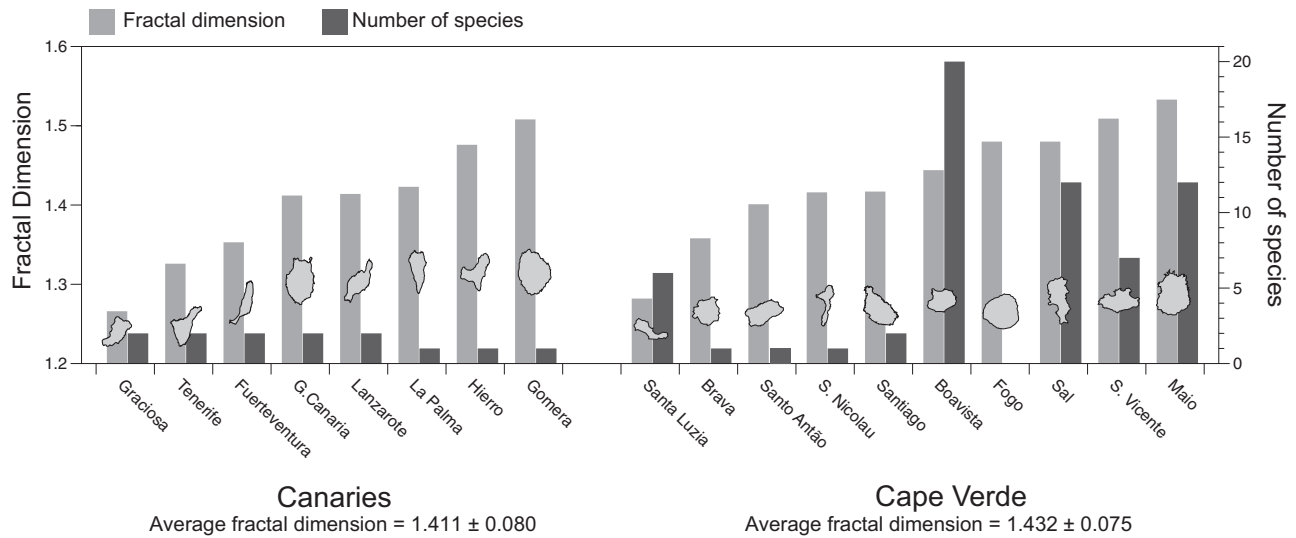 Fractal dimension
Number of species
Fractal Dimension
1.6
1.5
1.4
1.3
1.2
20
15
10
5
0
Number of species
Graciosa
Tenerife
Fuerteventura
G.Canaria
Lanzarote
La Palma
Hierro
Gomera
Santa Luzia
Brava
Santo Antão
S. Nicolau
Santiago
Boavista
Fogo
Sal
S. Vicente
Maio
Canaries
Average fractal dimension = 1.411 ± 0.080
Cape Verde
Average fractal dimension = 1.432 ± 0.075